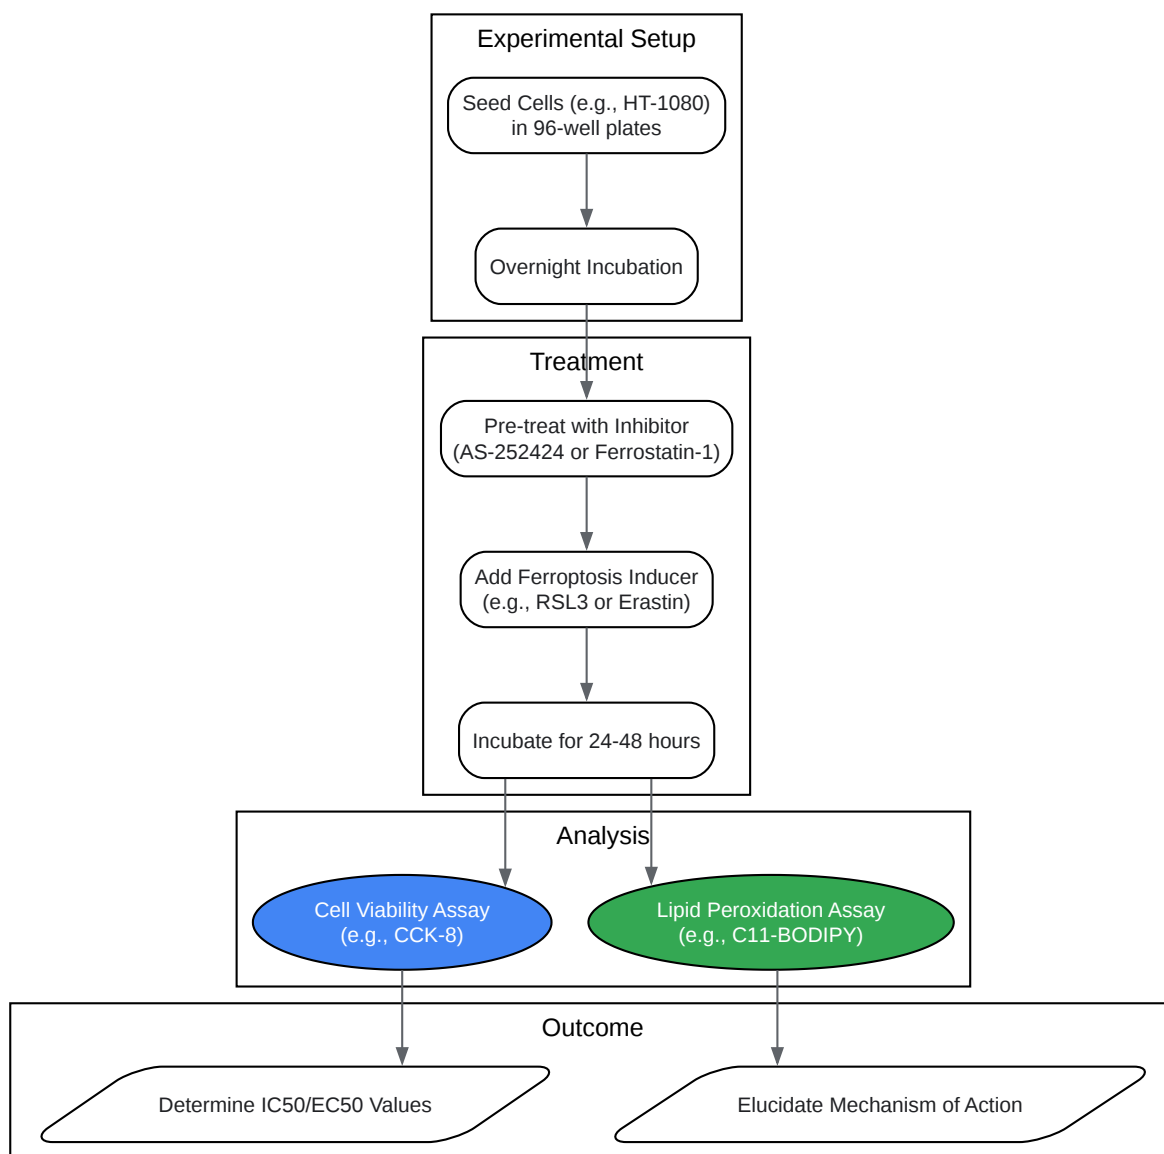 Experimental Setup
Seed Cells (e.g., HT-1080)
in 96-well plates
Overnight Incubation
Treatment
Pre-treat with Inhibitor
(AS-252424 or Ferrostatin-1)
Add Ferroptosis Inducer
(e.g., RSL3 or Erastin)
Incubate for 24-48 hours
Analysis
Cell Viability Assay
(e.g., CCK-8)
Lipid Peroxidation Assay
(e.g., C11-BODIPY)
Outcome
Determine IC50/EC50 Values
Elucidate Mechanism of Action